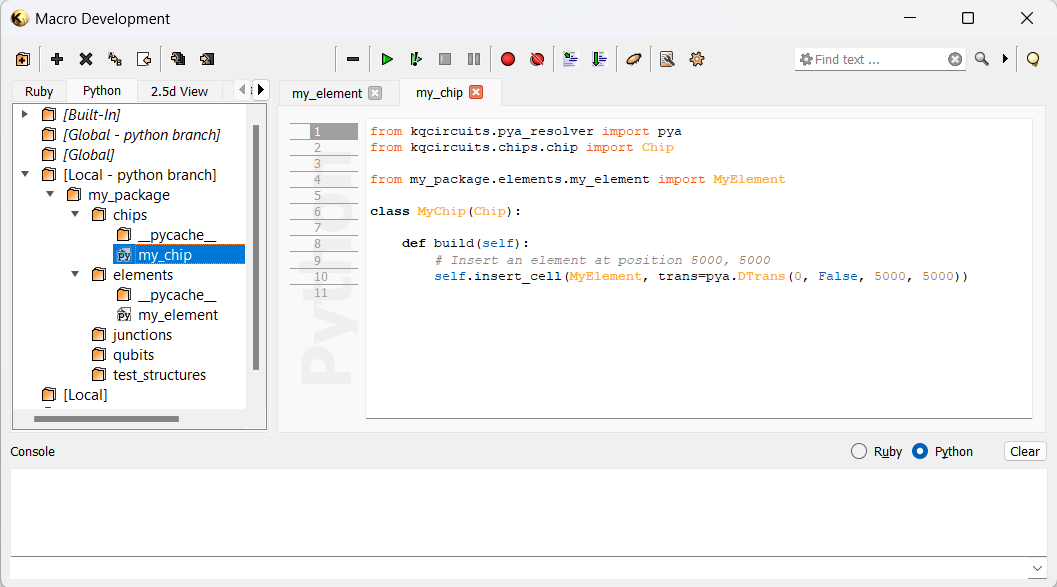 Macro Development
Find text ...
Ruby
Python
2.5d View
[Built-In]
[Global - python branch]
[Global]
[Local - python branch]
my_package
chips
__pycache__
my_chip
elements
__pycache__
my_element
junctions
qubits
test_structures
[Local]
my_element
my_chip
Python
1 from kqcircuits.pya_resolver import pya
2 from kqcircuits.chips.chip import Chip
3
4 from my_package.elements.my_element import MyElement
5
6 class MyChip(Chip):
7
8     def build(self):
9         # Insert an element at position 5000, 5000
10         self.insert_cell(MyElement, trans=pya.DTrans(0, False, 5000, 5000))
11
Console
Ruby
Python
Clear